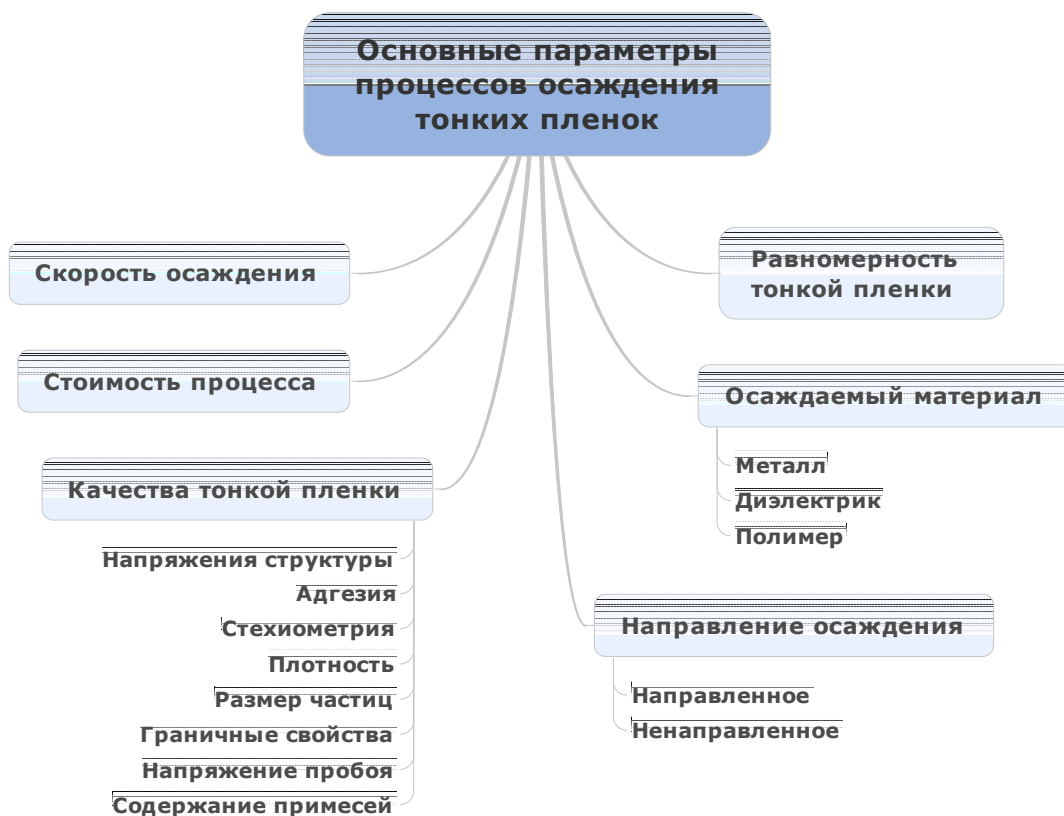 Основные параметры
процессов осаждения
тонких пленок
Скорость осаждения
Стоимость процесса
Качества тонкой пленки
Напряжения структуры
Адгезия
Стехиометрия
Плотность
Размер частиц
Граничные свойства
Напряжение пробоя
Содержание примесей
Равномерность
тонкой пленки
Осаждаемый материал
Металл
Диэлектрик
Полимер
Направление осаждения
Направленное
Ненаправленное